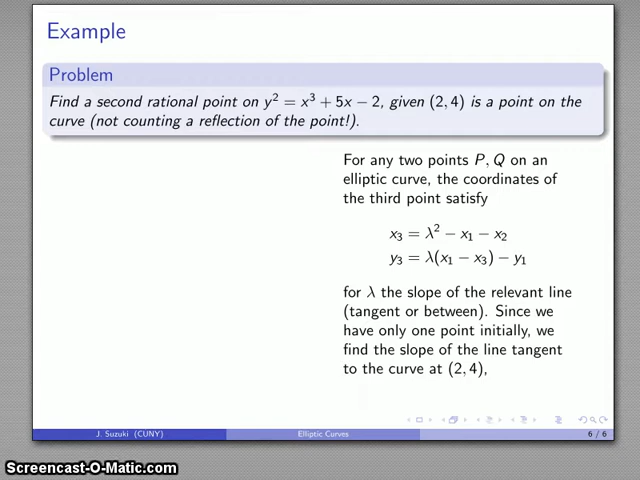 Example
Problem
Find a second rational point on y² = x³ + 5x − 2, given (2, 4) is a point on the
curve (not counting a reflection of the point!).
For any two points P, Q on an
elliptic curve, the coordinates of
the third point satisfy
x₃ = λ² − x₁ − x₂
y₃ = λ(x₁ − x₃) − y₁
for λ the slope of the relevant line
(tangent or between). Since we
have only one point initially, we
find the slope of the line tangent
to the curve at (2, 4),
J. Suzuki (CUNY) Elliptic Curves 6 / 6
Screencast-O-Matic.com